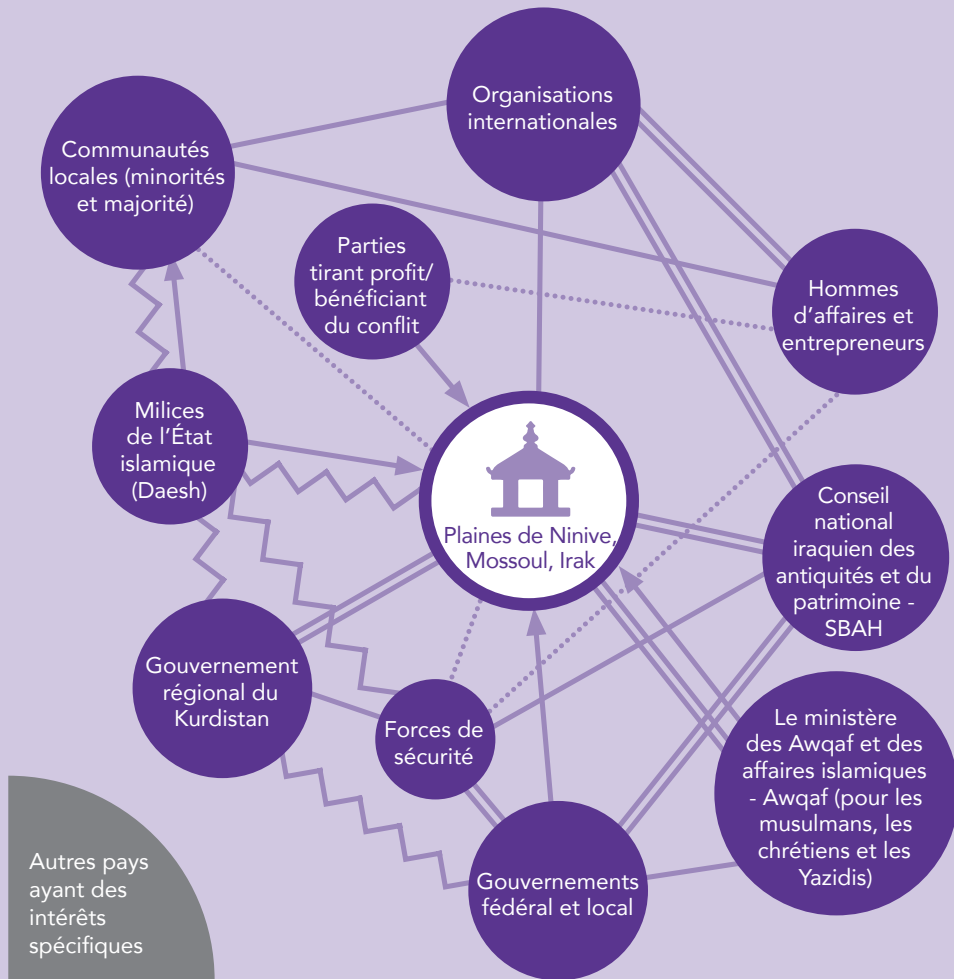 Organisations
internationales
Communautés
locales (minorités
et majorité)
Parties
tirant profit/
bénéficiant
du conflit
Hommes
d'affaires et
entrepreneurs
Milices
de l'État
islamique
(Daesh)
Plaines de Ninive,
Mossoul, Irak
Conseil
national
iraquien des
antiquités et du
patrimoine -
SBAH
Gouvernement
régional du
Kurdistan
Forces de
sécurité
Le ministère
des Awqaf et des
affaires islamiques
- Awqaf (pour les
musulmans, les
chrétiens et les
Yazidis)
Gouvernements
fédéral et local
Autres pays
ayant des
intérêts
spécifiques